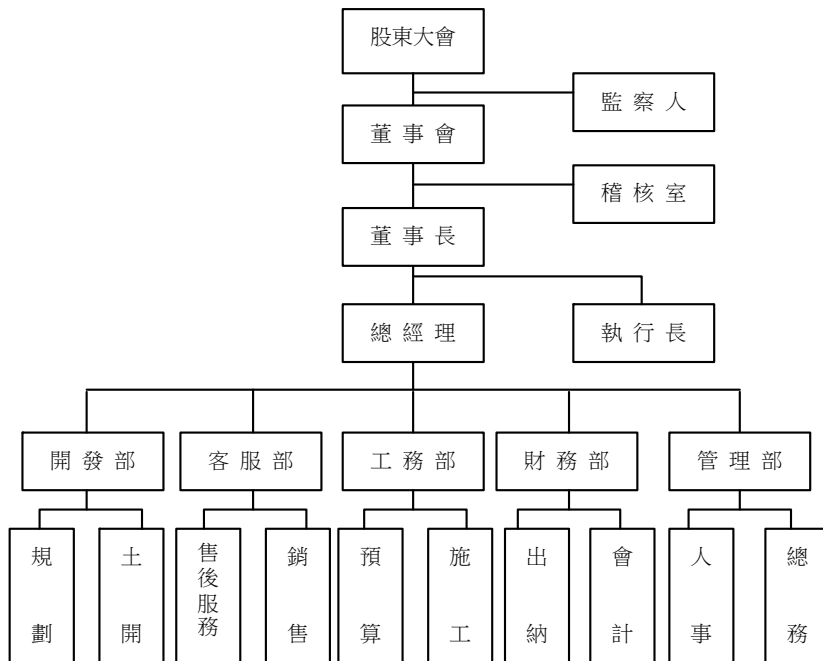 股東大會
監察人
董事會
稽核室
董事長
總經理
執行長
開發部
客服部
工務部
財務部
管理部
規劃
土開
售後服務
銷售
預算
施工
出納
會計
人事
總務